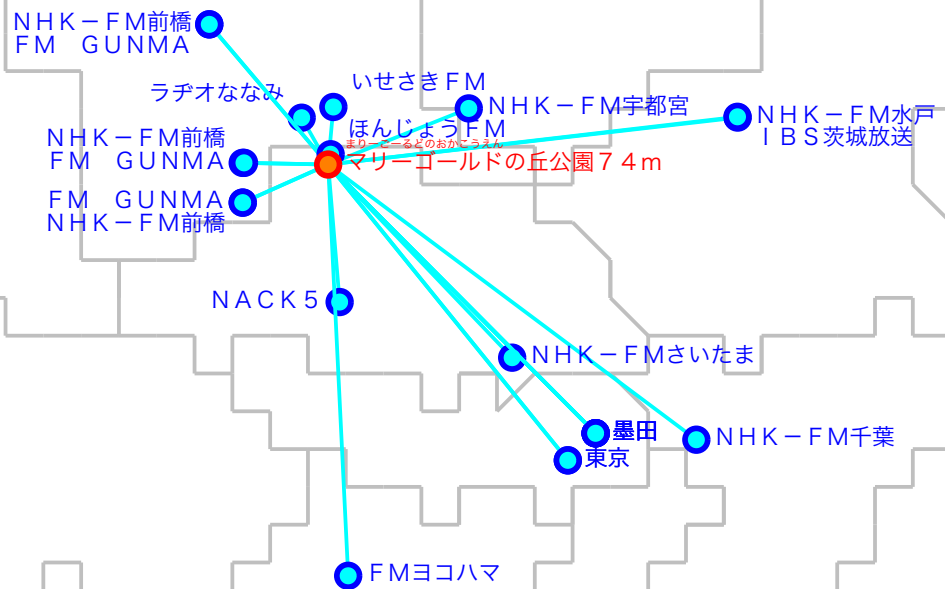 ＮＨＫ－ＦＭ前橋
ＦＭ　ＧＵＮＭＡ
ラヂオななみ
いせさきＦＭ
ＮＨＫ－ＦＭ宇都宮
ＮＨＫ－ＦＭ水戸
ＩＢＳ茨城放送
ほんじょうＦＭ
ＮＨＫ－ＦＭ前橋
ＦＭ　ＧＵＮＭＡ
まりーごーるどのおかこうえん
マリーゴールドの丘公園７４ｍ
ＦＭ　ＧＵＮＭＡ
ＮＨＫ－ＦＭ前橋
ＮＡＣＫ５
ＮＨＫ－ＦＭさいたま
墨田
東京
ＮＨＫ－ＦＭ千葉
ＦＭヨコハマ